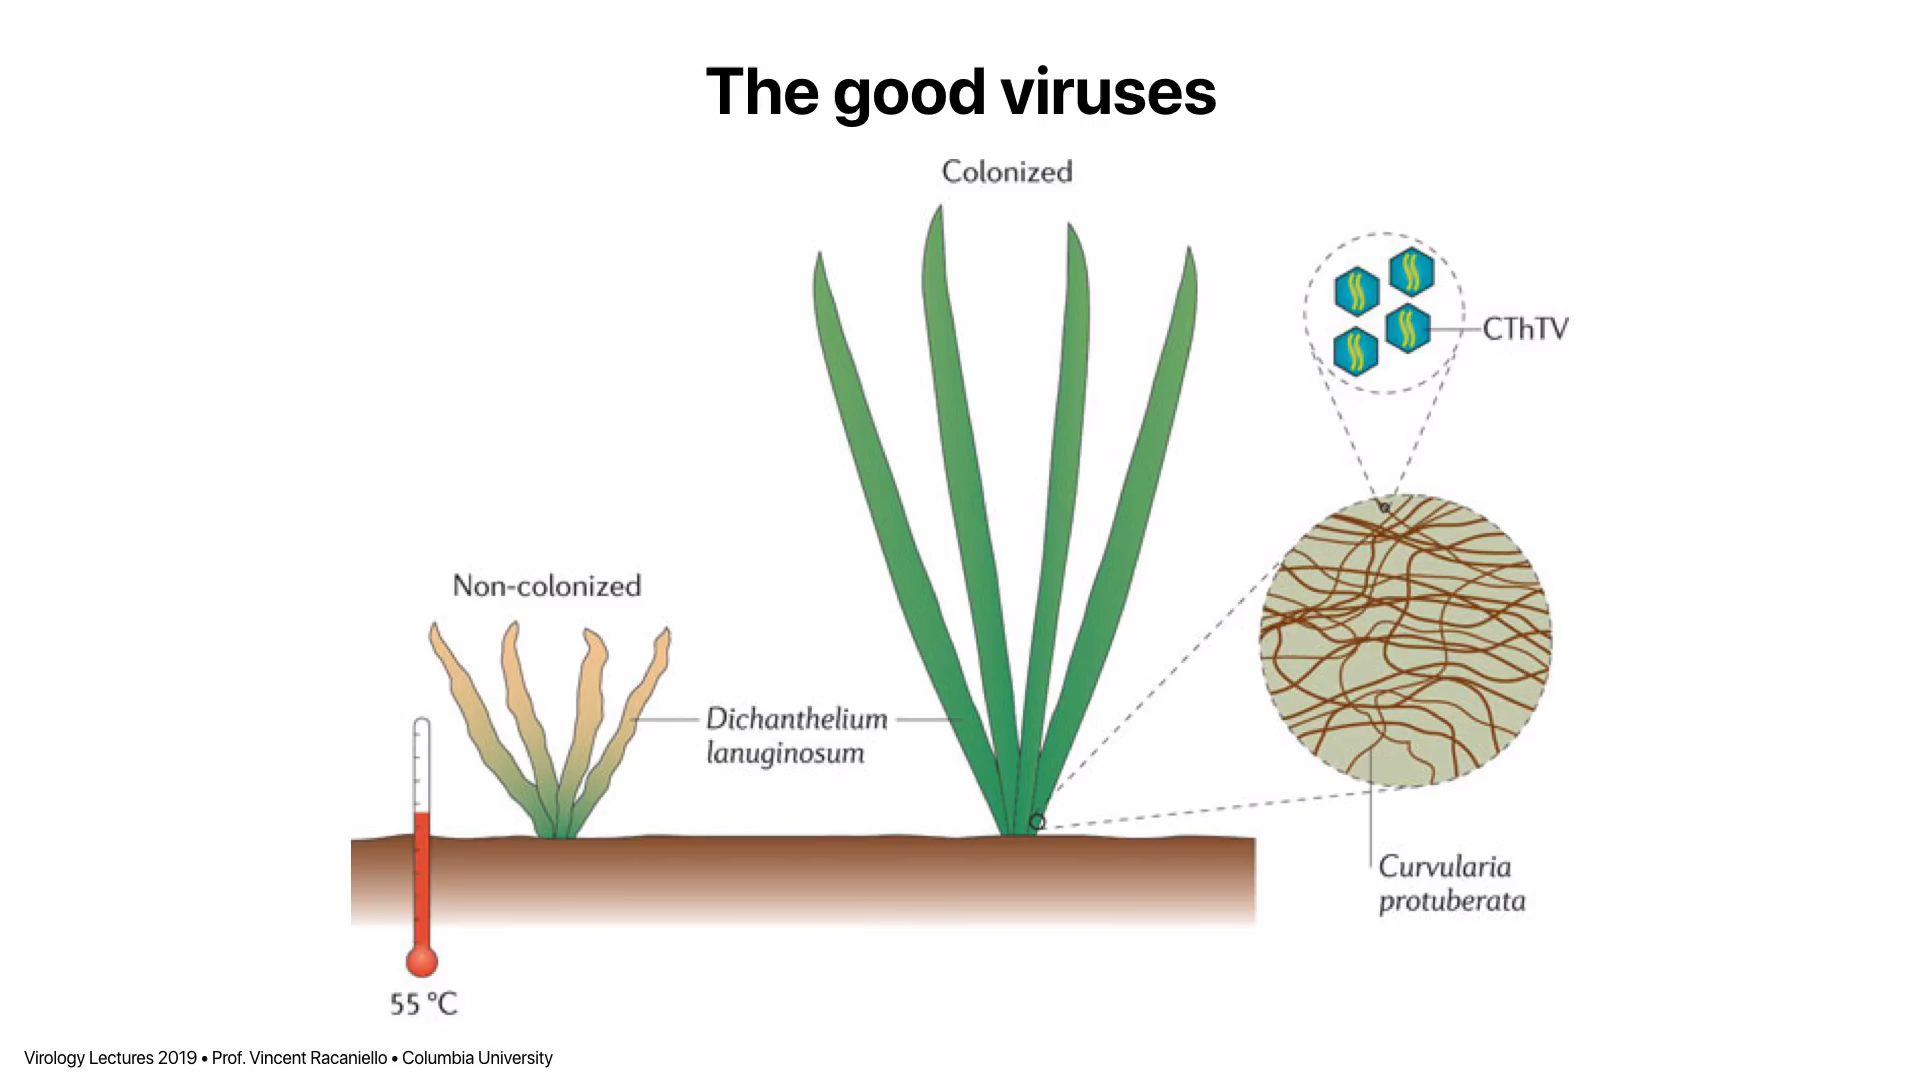 The good viruses
Colonized
CThTV
Non-colonized
Dichanthelium
lanuginosum
Curvularia
protuberata
55 °C
Virology Lectures 2019 • Prof. Vincent Racaniello • Columbia University